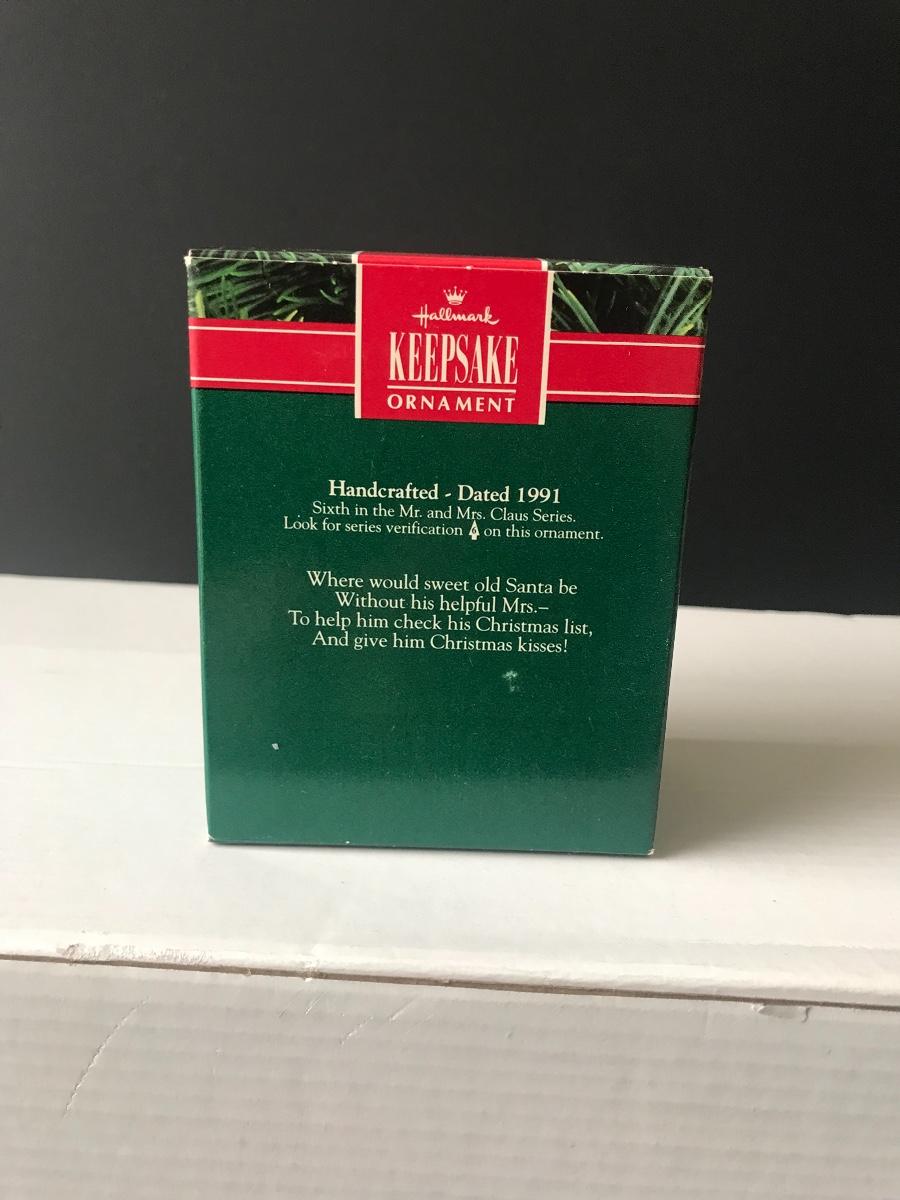 Hallmark
KEEPSAKE
ORNAMENT
Handcrafted - Dated 1991
Sixth in the Mr. and Mrs. Claus Series.
Look for series verification 6 on this ornament.
Where would sweet old Santa be
Without his helpful Mrs.–
To help him check his Christmas list,
And give him Christmas kisses!